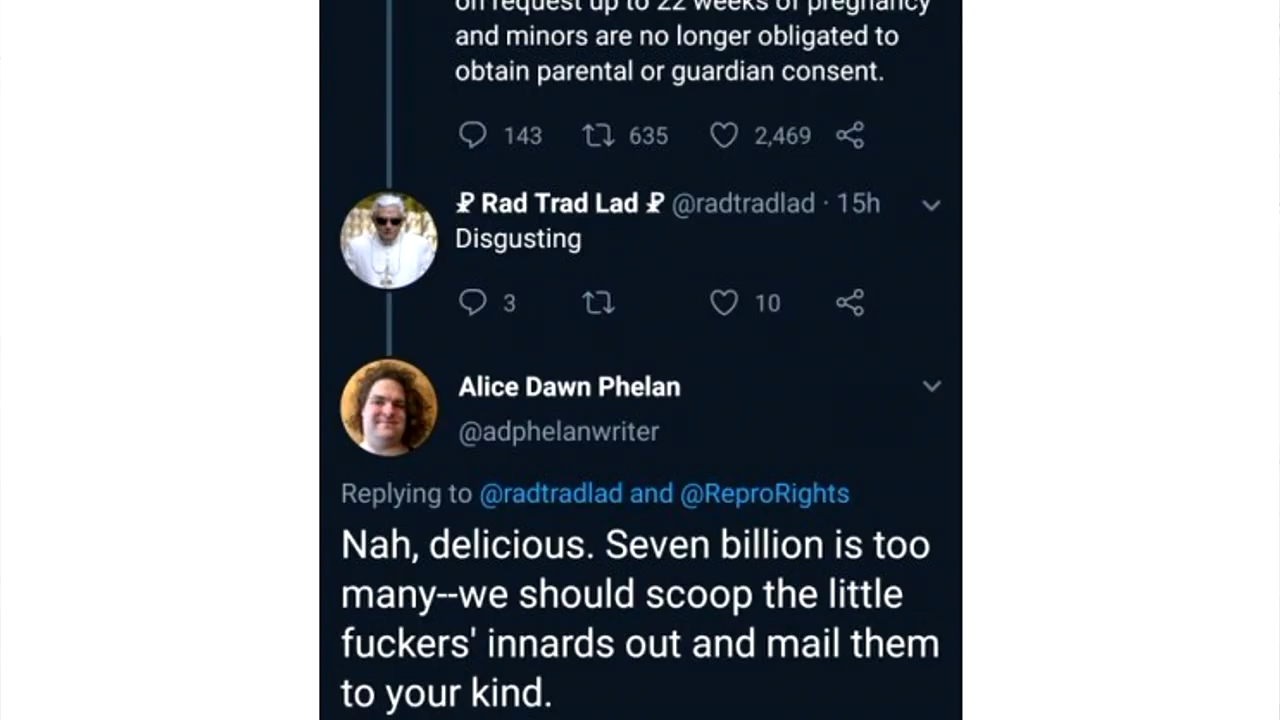 on request up to 22 weeks of pregnancy
and minors are no longer obligated to
obtain parental or guardian consent.
143 635 2,469
☧ Rad Trad Lad ☧ @radtradlad · 15h
Disgusting
3 10
Alice Dawn Phelan
@adphelanwriter
Replying to @radtradlad and @ReproRights
Nah, delicious. Seven billion is too
many--we should scoop the little
fuckers' innards out and mail them
to your kind.